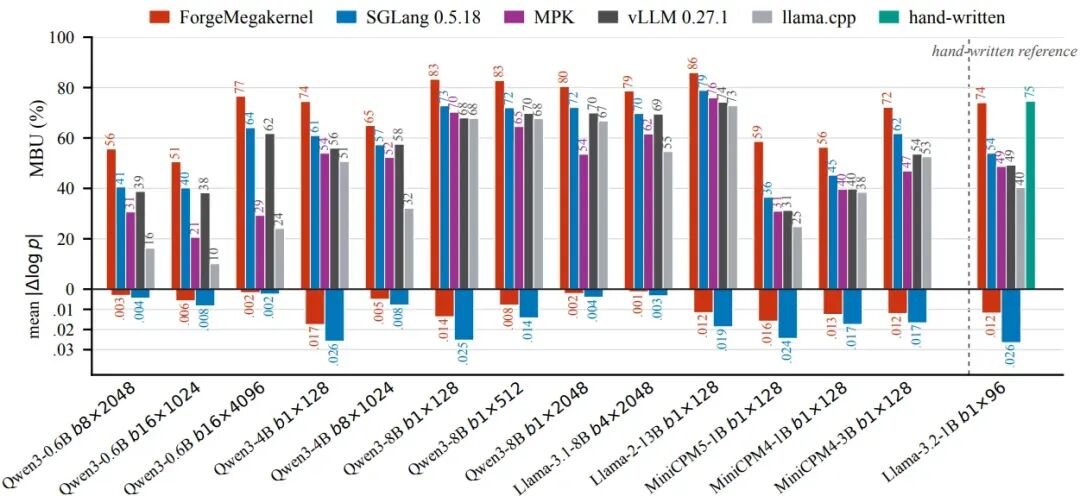 ForgeMegakernel SGLang 0.5.18 MPK vLLM 0.27.1 llama.cpp hand-written
hand-written reference
MBU (%)
100
80
60
40
20
0
mean |Δlog p|
.01
.02
.03
56 41 31 39 16
51 40 21 38 10
77 64 29 62 24
74 61 54 56 51
65 57 52 58 32
83 73 70 68 68
83 72 65 70 68
80 72 54 70 67
79 70 62 69 55
86 79 76 74 73
59 36 31 31 25
56 45 40 40 38
72 62 47 54 53
74 54 49 49 40 75
.003 .004
.006 .008
.002 .002
.017 .026
.005 .008
.014 .025
.008 .014
.002 .004
.001 .003
.012 .019
.016 .024
.013 .017
.012 .017
.012 .026
Qwen3-0.6B b8×2048
Qwen3-0.6B b16×1024
Qwen3-0.6B b16×4096
Qwen3-4B b1×128
Qwen3-4B b8×1024
Qwen3-8B b1×128
Qwen3-8B b1×512
Qwen3-8B b1×2048
Llama-3.1-8B b4×2048
Llama-2-13B b1×128
MiniCPM5-1B b1×128
MiniCPM4-1B b1×128
MiniCPM4-3B b1×128
Llama-3.2-1B b1×96